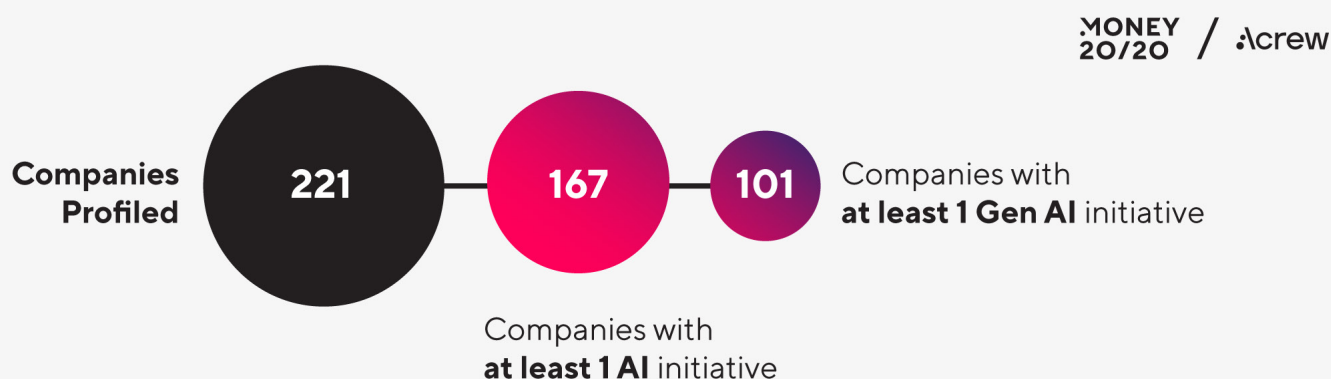 MONEY
20/20 / Acrew
Companies
Profiled
221
167
101
Companies with
at least 1 Gen AI initiative
Companies with
at least 1 AI initiative